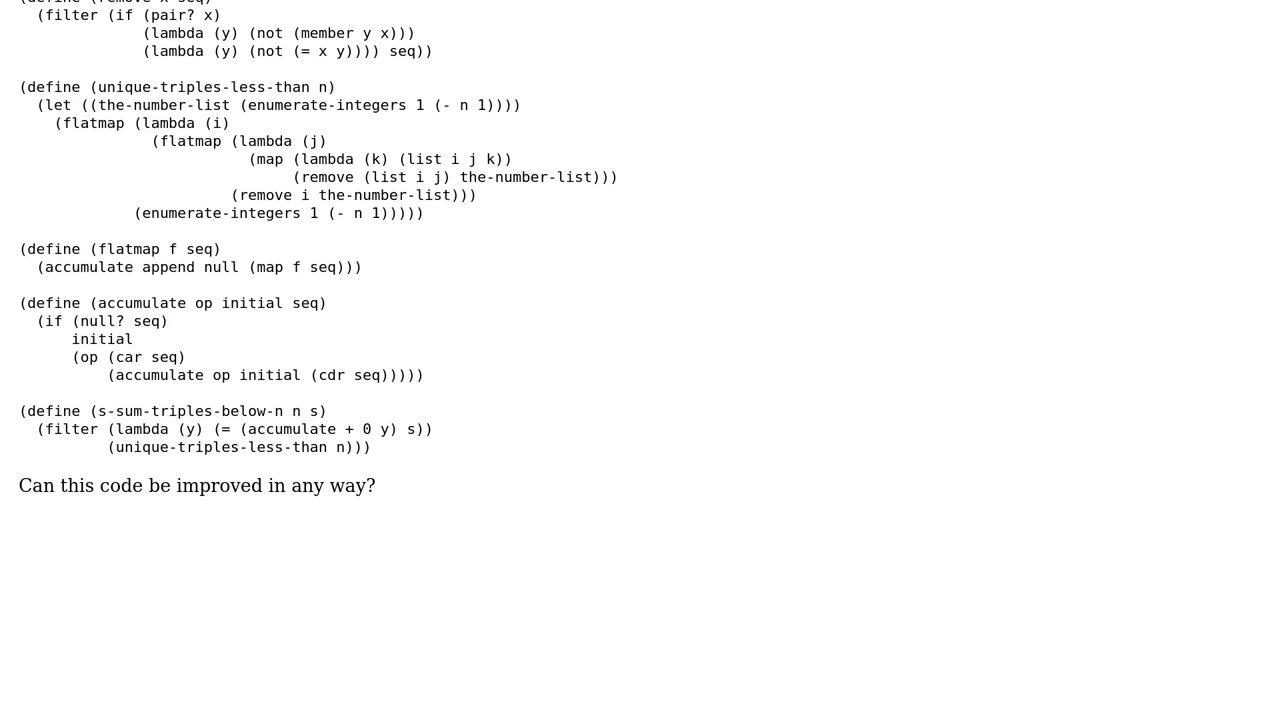 (define (remove x seq)
  (filter (if (pair? x)
              (lambda (y) (not (member y x)))
              (lambda (y) (not (= x y)))) seq))

(define (unique-triples-less-than n)
  (let ((the-number-list (enumerate-integers 1 (- n 1))))
    (flatmap (lambda (i)
               (flatmap (lambda (j)
                          (map (lambda (k) (list i j k))
                               (remove (list i j) the-number-list)))
                        (remove i the-number-list)))
             (enumerate-integers 1 (- n 1)))))

(define (flatmap f seq)
  (accumulate append null (map f seq)))

(define (accumulate op initial seq)
  (if (null? seq)
      initial
      (op (car seq)
          (accumulate op initial (cdr seq)))))

(define (s-sum-triples-below-n n s)
  (filter (lambda (y) (= (accumulate + 0 y) s))
          (unique-triples-less-than n)))

Can this code be improved in any way?